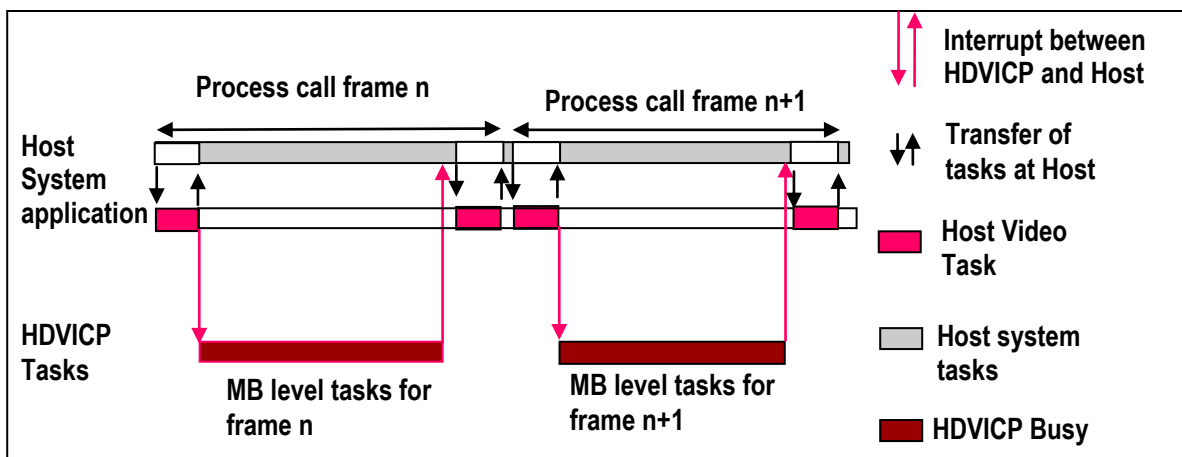 Process call frame n
Process call frame n+1
Host
System
application
HDVICP
Tasks
MB level tasks for
frame n
MB level tasks for
frame n+1
Interrupt between
HDVICP and Host
Transfer of
tasks at Host
Host Video
Task
Host system
tasks
HDVICP Busy